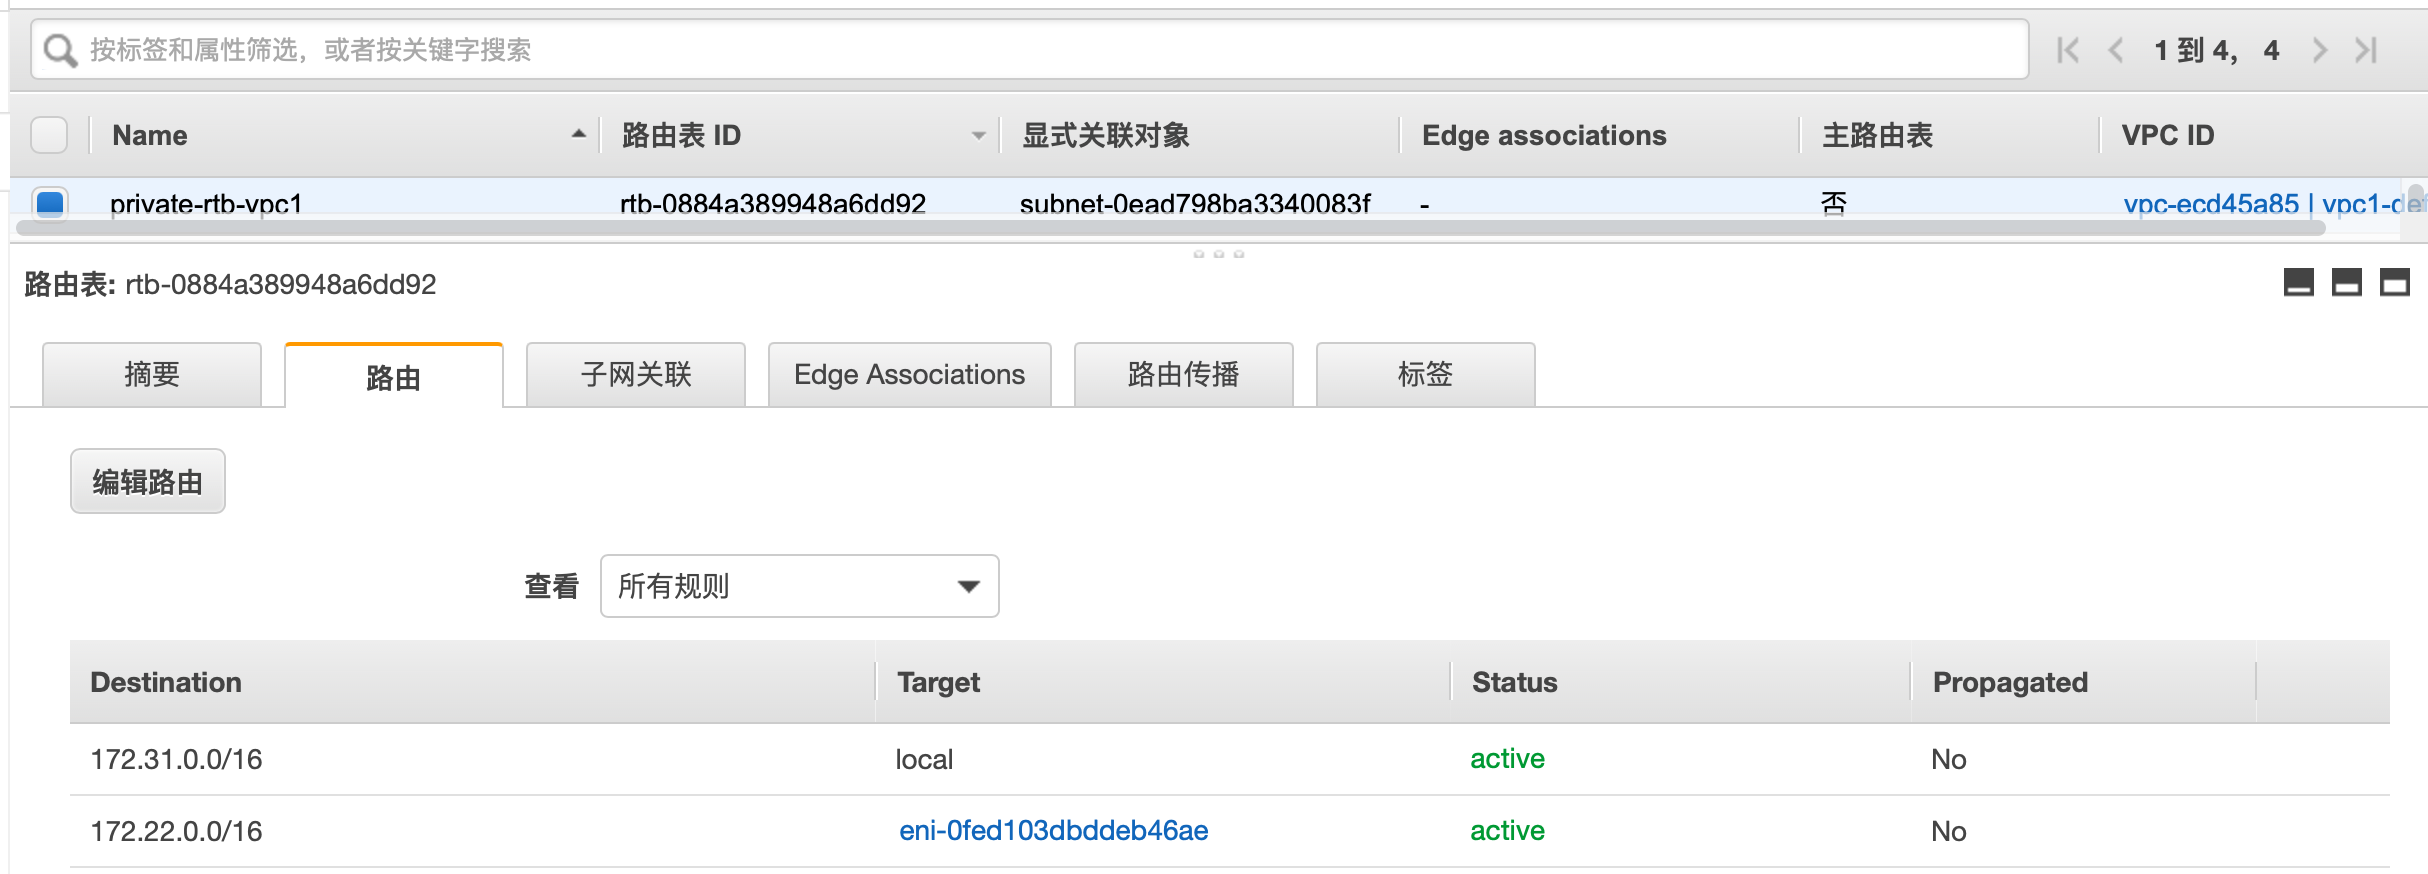 按标签和属性筛选，或者按关键字搜索 1 到 4， 4
Name 路由表 ID 显式关联对象 Edge associations 主路由表 VPC ID
private-rtb-vpc1 rtb-0884a389948a6dd92 subnet-0ead798ba3340083f - 否 vpc-ecd45a85 | vpc1-def
路由表: rtb-0884a389948a6dd92
摘要 路由 子网关联 Edge Associations 路由传播 标签
编辑路由
查看 所有规则
Destination Target Status Propagated
172.31.0.0/16 local active No
172.22.0.0/16 eni-0fed103dbddeb46ae active No